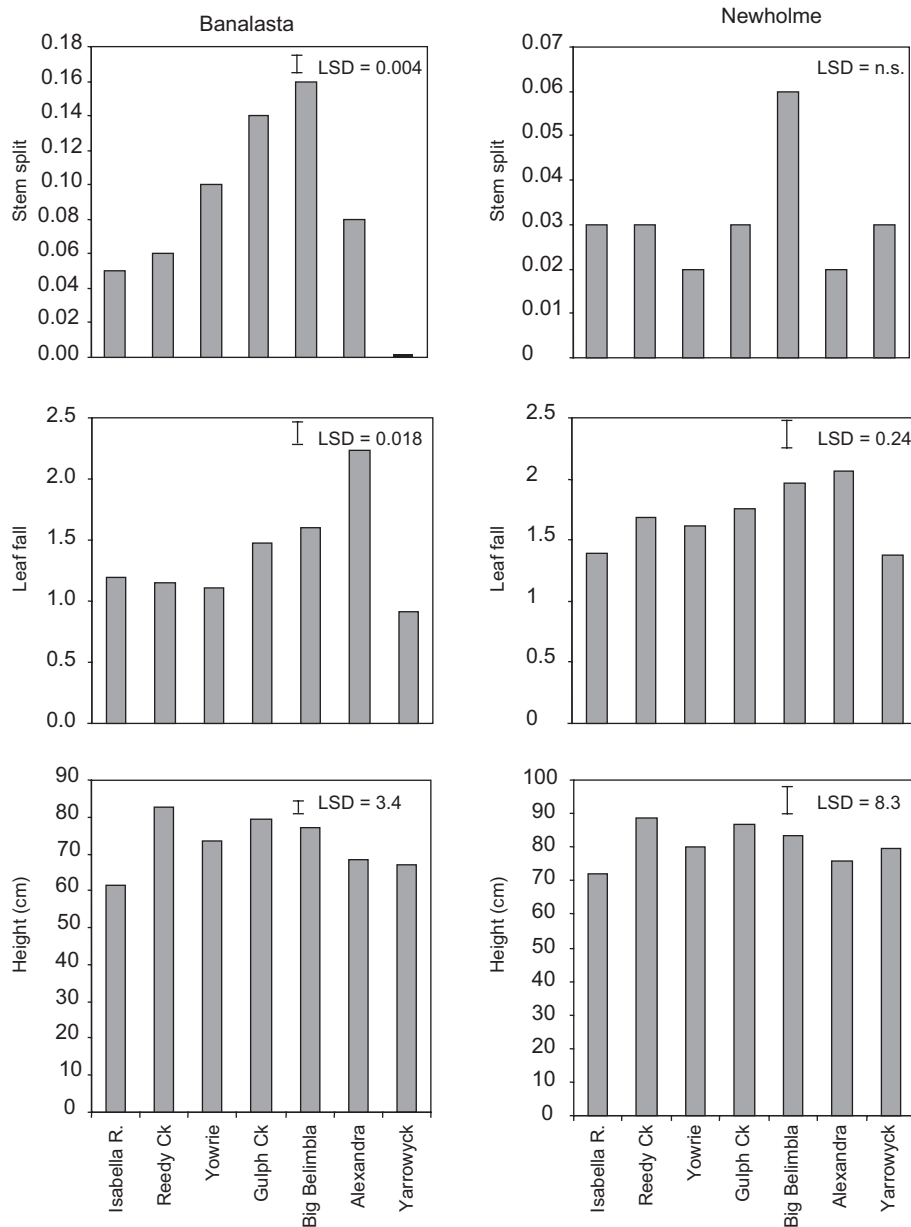 Banalasta
Newholme
Stem split
0.18
0.16
0.14
0.12
0.10
0.08
0.06
0.04
0.02
0.00
LSD = 0.004
Stem split
0.07
0.06
0.05
0.04
0.03
0.02
0.01
0
LSD = n.s.
Leaf fall
2.5
2.0
1.5
1.0
0.5
0.0
LSD = 0.018
Leaf fall
2.5
2
1.5
1
0.5
0
LSD = 0.24
Height (cm)
90
80
70
60
50
40
30
20
10
0
LSD = 3.4
Isabella R.
Reedy Ck
Yowrie
Gulph Ck
Big Belimbla
Alexandra
Yarrowyck
Height (cm)
100
90
80
70
60
50
40
30
20
10
0
LSD = 8.3
Isabella R.
Reedy Ck
Yowrie
Gulph Ck
Big Belimbla
Alexandra
Yarrowyck